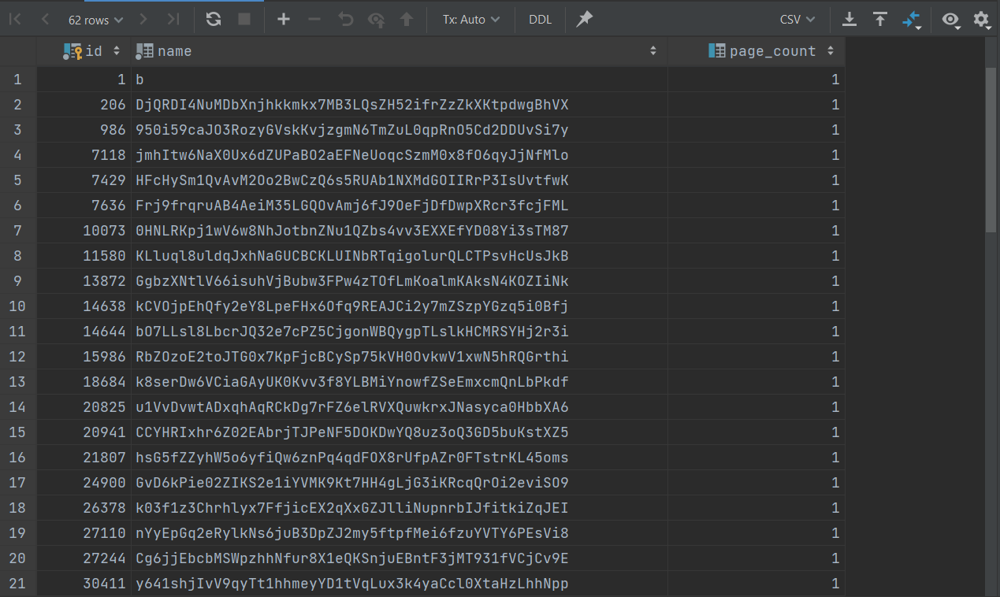 62 rows Tx: Auto DDL CSV
id name page_count
1 1 b 1
2 206 DjQRDI4NuMDbXnjhkkmkx7MB3LQsZH52ifrZzZkXKtpdwgBhVX 1
3 986 950i59caJO3RozyGVskKvjzgmN6TmZuL0qpRnO5Cd2DDUvSi7y 1
4 7118 jmhItw6NaX0Ux6dZUPaBO2aEFNeUoqcSzmM0x8fO6qyJjNfMlo 1
5 7429 HFcHySm1QvAvM2Oo2BwCzQ6s5RUAb1NXMdGOIIRrP3IsUvtfwK 1
6 7636 Frj9frqruAB4AeiM35LGQOvAmj6fJ9OeFjDfDwpXRcr3fcjFML 1
7 10073 0HNLRKpj1wV6w8NhJotbnZNu1QZbs4vv3EXXEfYD08Yi3sTM87 1
8 11580 KLluql8uldqJxhNaGUCBCKLUINbRTqigolurQLCTPsvHcUsJkB 1
9 13872 GgbzXNtlV66isuhVjBubw3FPw4zTOfLmKoalmKAksN4KOZIiNk 1
10 14638 kCVOjpEhQfy2eY8LpeFHx6Ofq9REAJCi2y7mZSzpYGzq5i0Bfj 1
11 14644 bO7LLsl8LbcrJQ32e7cPZ5CjgonWBQygpTLslkHCMRSYHj2r3i 1
12 15986 RbZOzoE2toJTG0x7KpFjcBCySp75kVH0OvkwV1xwN5hRQGrthi 1
13 18684 k8serDw6VCiaGAyUK0Kvv3f8YLBMiYnowfZSeEmxcmQnLbPkdf 1
14 20825 u1VvDvwtADxqhAqRCkDg7rFZ6elRVXQuwkrxJNasyca0HbbXA6 1
15 20941 CCYHRIxhr6Z02EAbrjTJPeNF5DOKDwYQ8uz3oQ3GD5buKstXZ5 1
16 21807 hsG5fZZyhW5o6yfiQw6znPq4qdFOX8rUfpAZr0FTstrKL45oms 1
17 24900 GvD6kPie02ZIKS2e1iYVMK9Kt7HH4gLjG3iKRcqQrOi2eviSO9 1
18 26378 k03f1z3Chrhlyx7FfjicEX2qXxGZJlliNupnrbIJfitkiZqJEI 1
19 27110 nYyEpGq2eRylkNs6juB3DpZJ2my5ftpfMei6fzuYVTY6PEsVi8 1
20 27244 Cg6jjEbcbMSWpzhhNfur8X1eQKSnjuEBntF3jMT931fVCjCv9E 1
21 30411 y641shjIvV9qyTt1hhmeyYD1tVqLux3k4yaCcl0XtaHzLhhNpp 1